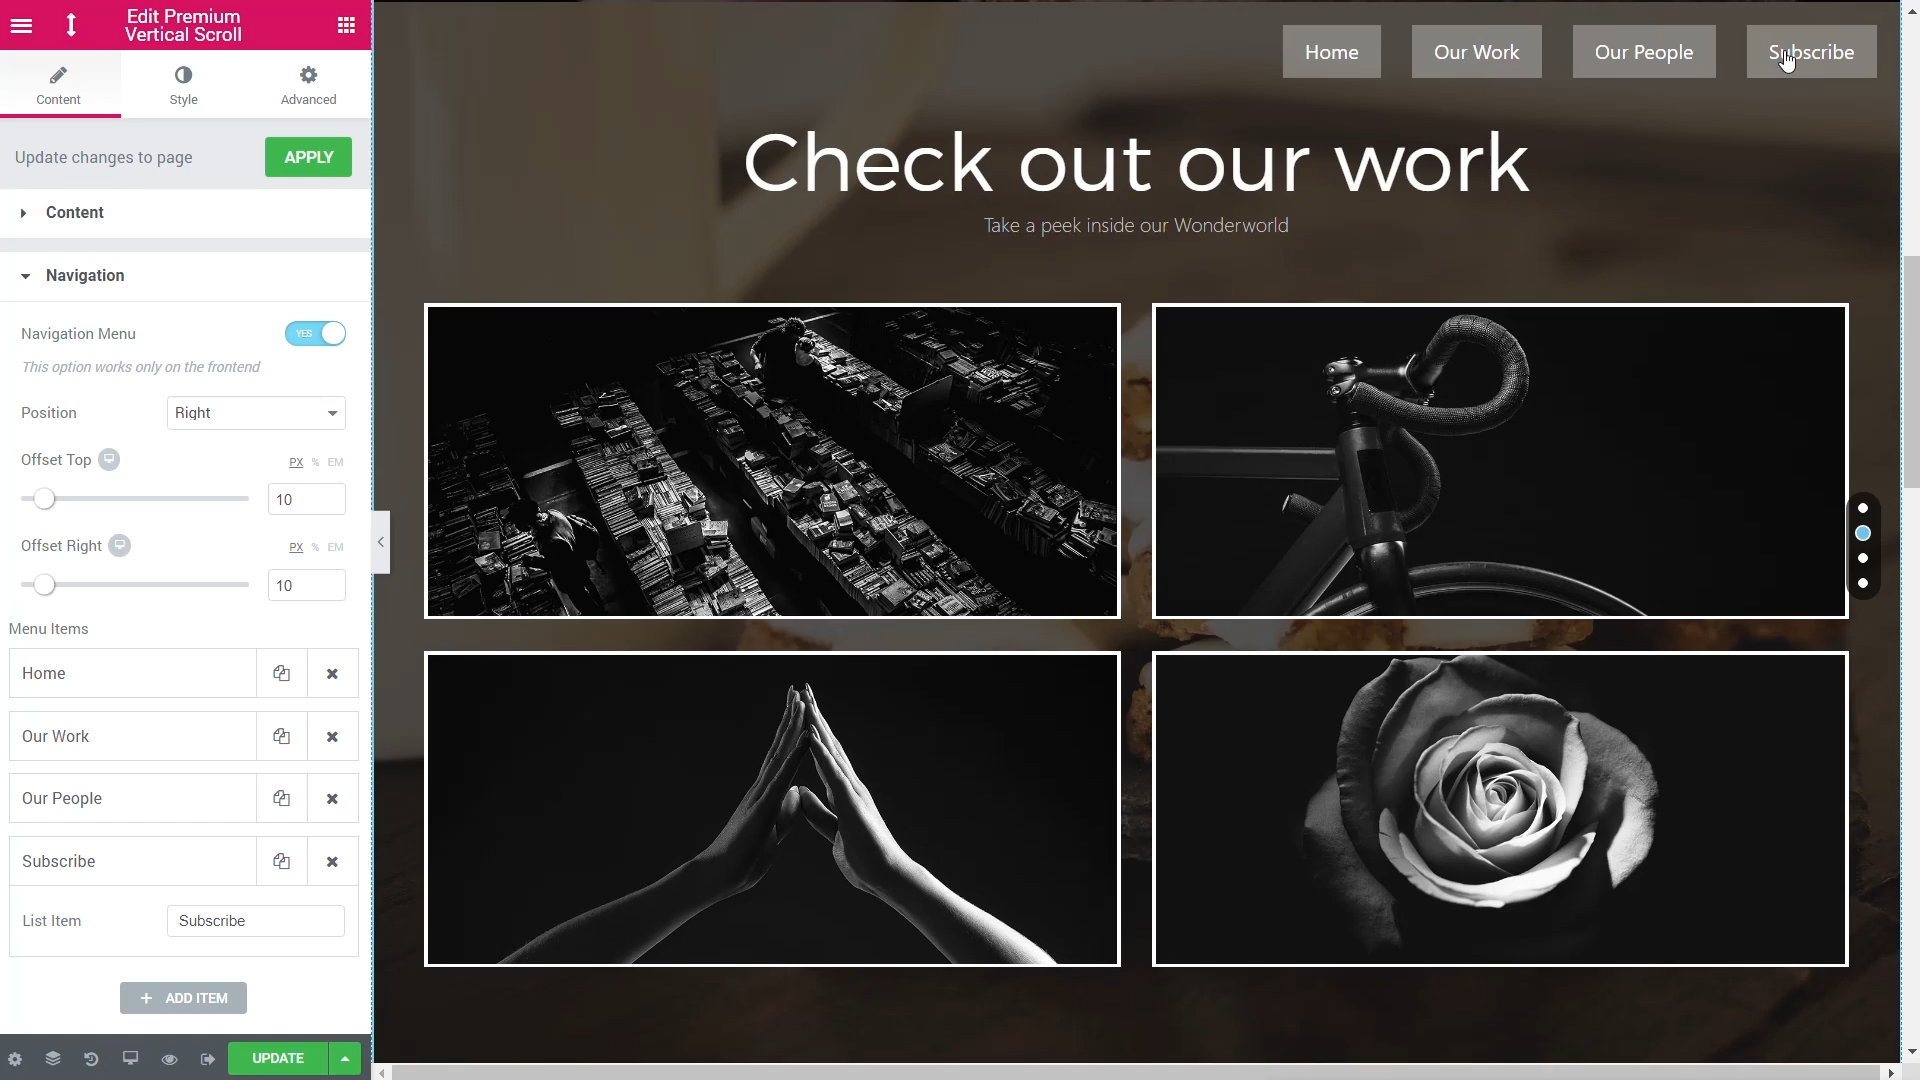 Edit Premium
Vertical Scroll
Content
Style
Advanced
Update changes to page
APPLY
Content
Navigation
Navigation Menu
YES
This option works only on the frontend
Position
Right
Offset Top
PX % EM
10
Offset Right
PX % EM
10
Menu Items
Home
Our Work
Our People
Subscribe
List Item
Subscribe
+ ADD ITEM
UPDATE
Home
Our Work
Our People
Subscribe
Check out our work
Take a peek inside our Wonderworld